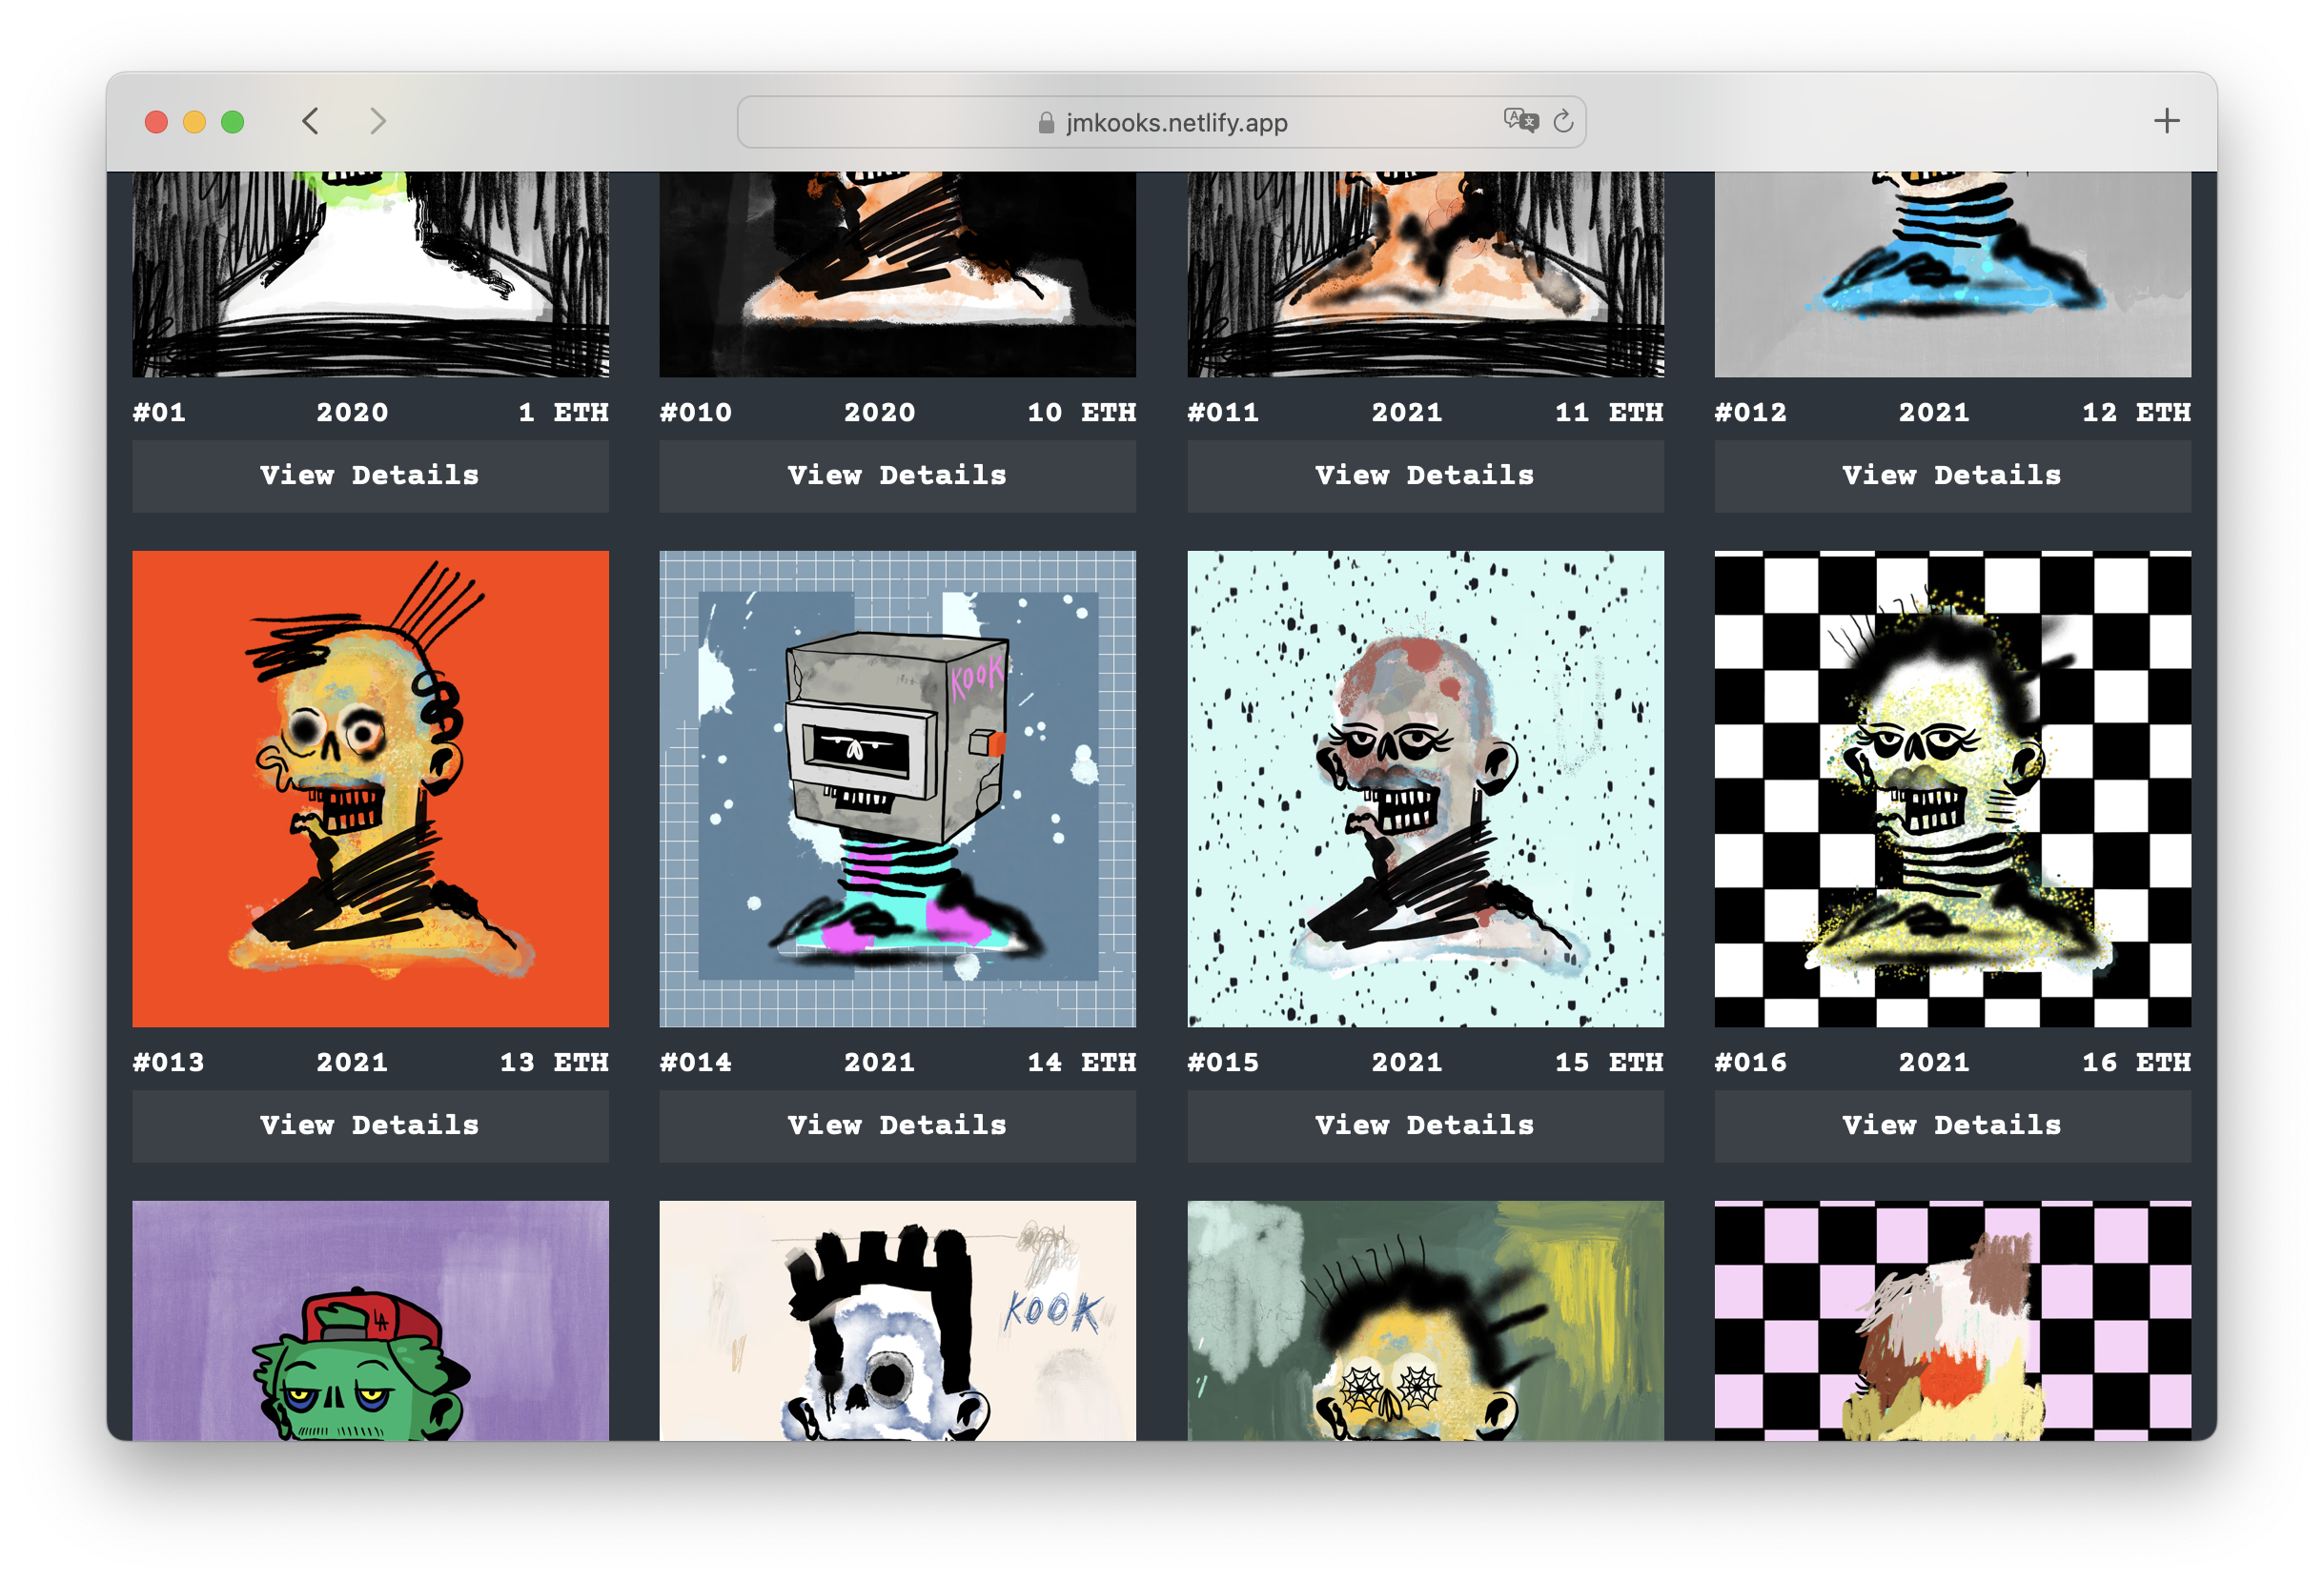 jmkooks.netlify.app
#01 2020 1 ETH
#010 2020 10 ETH
#011 2021 11 ETH
#012 2021 12 ETH
View Details
View Details
View Details
View Details
KOOK
#013 2021 13 ETH
#014 2021 14 ETH
#015 2021 15 ETH
#016 2021 16 ETH
View Details
View Details
View Details
View Details
LA
KOOK